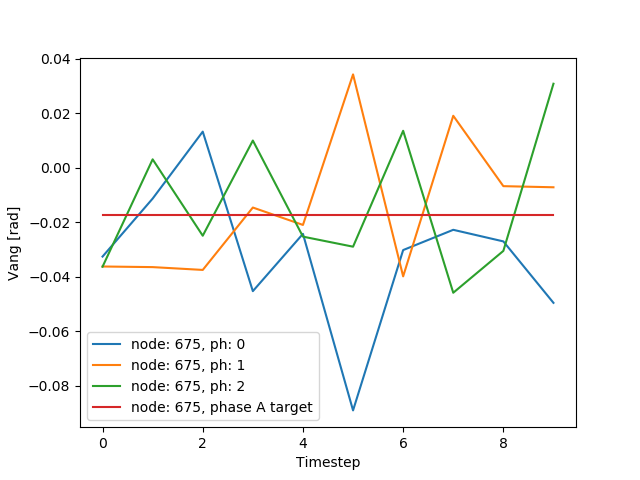 0.04
0.02
0.00
−0.02
−0.04
−0.06
−0.08
Vang [rad]
node: 675, ph: 0
node: 675, ph: 1
node: 675, ph: 2
node: 675, phase A target
0 2 4 6 8
Timestep